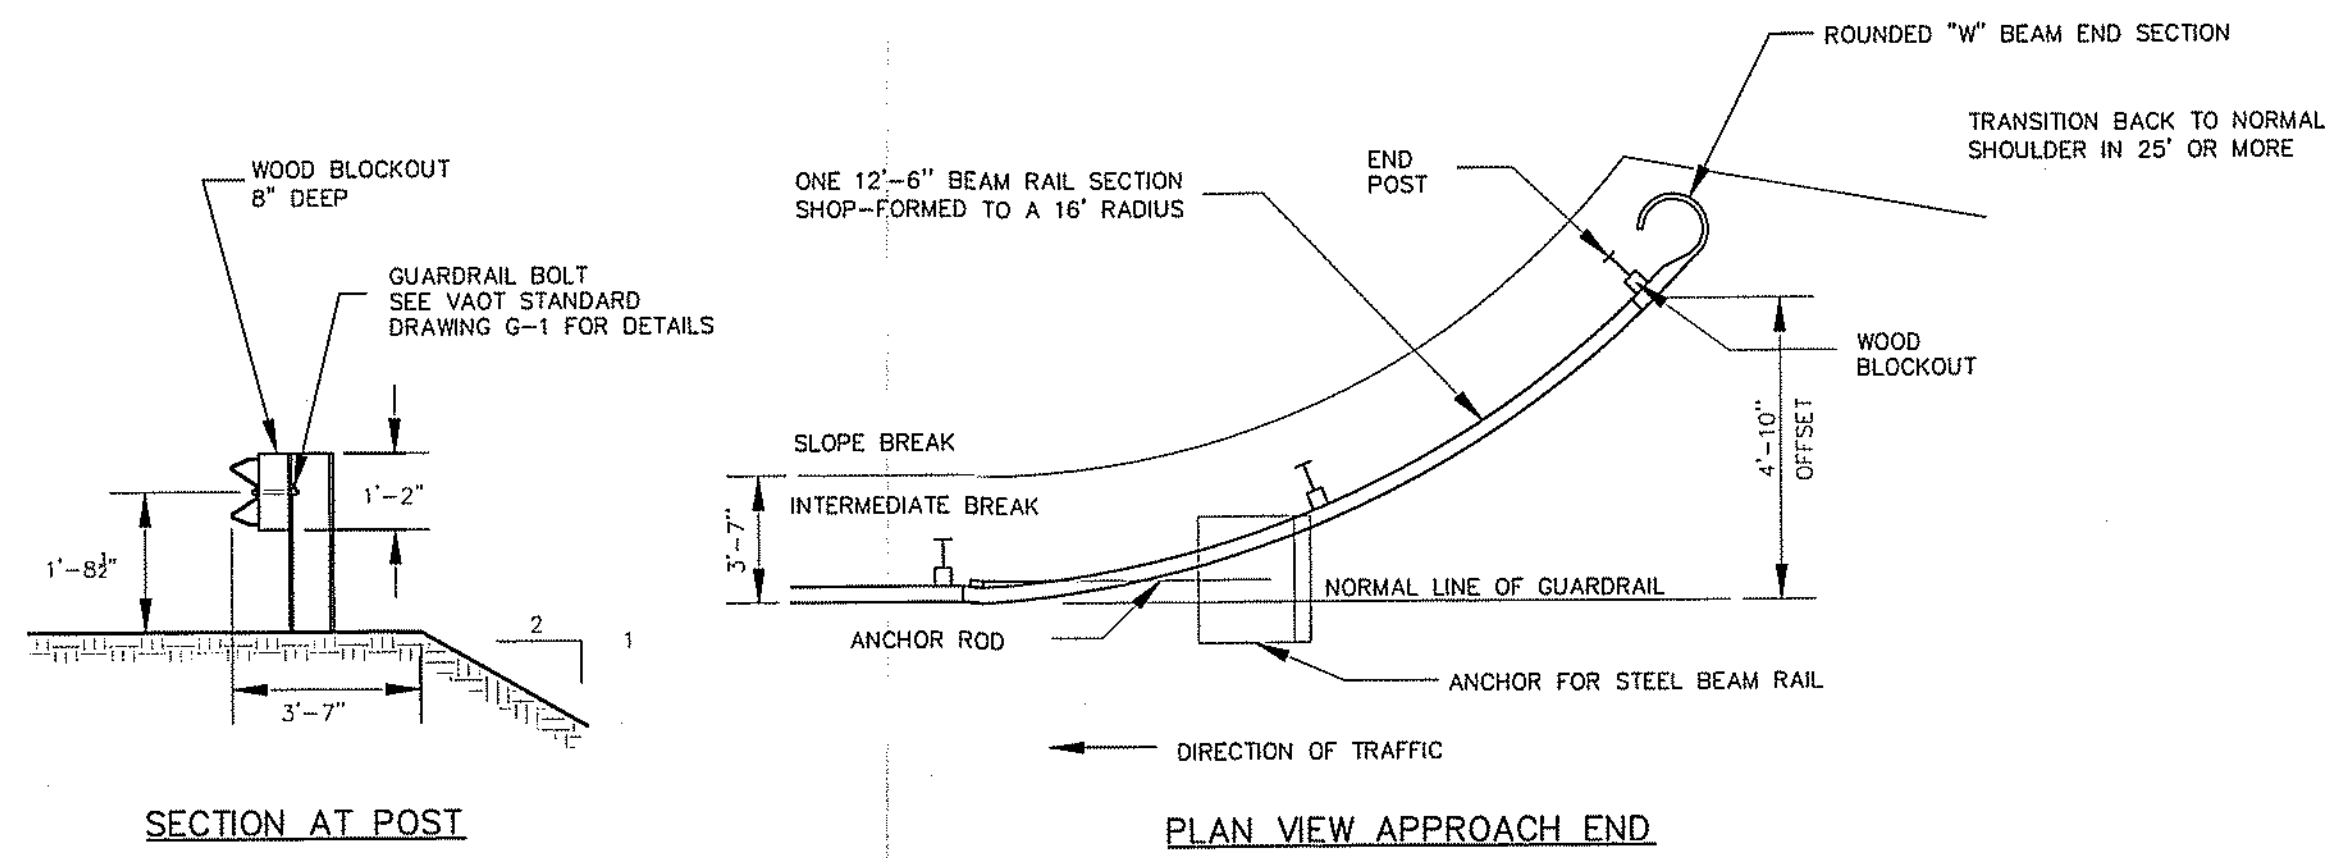 WOOD BLOCKOUT
8" DEEP
GUARDRAIL BOLT
SEE VAOT STANDARD
DRAWING G-1 FOR DETAILS
1'-2"
1'-8½"
2
1
3'-7"
SECTION AT POST
ROUNDED "W" BEAM END SECTION
TRANSITION BACK TO NORMAL
SHOULDER IN 25' OR MORE
END
POST
ONE 12'-6" BEAM RAIL SECTION
SHOP-FORMED TO A 16' RADIUS
WOOD
BLOCKOUT
4'-10"
OFFSET
SLOPE BREAK
INTERMEDIATE BREAK
3'-7"
NORMAL LINE OF GUARDRAIL
ANCHOR ROD
ANCHOR FOR STEEL BEAM RAIL
DIRECTION OF TRAFFIC
PLAN VIEW APPROACH END